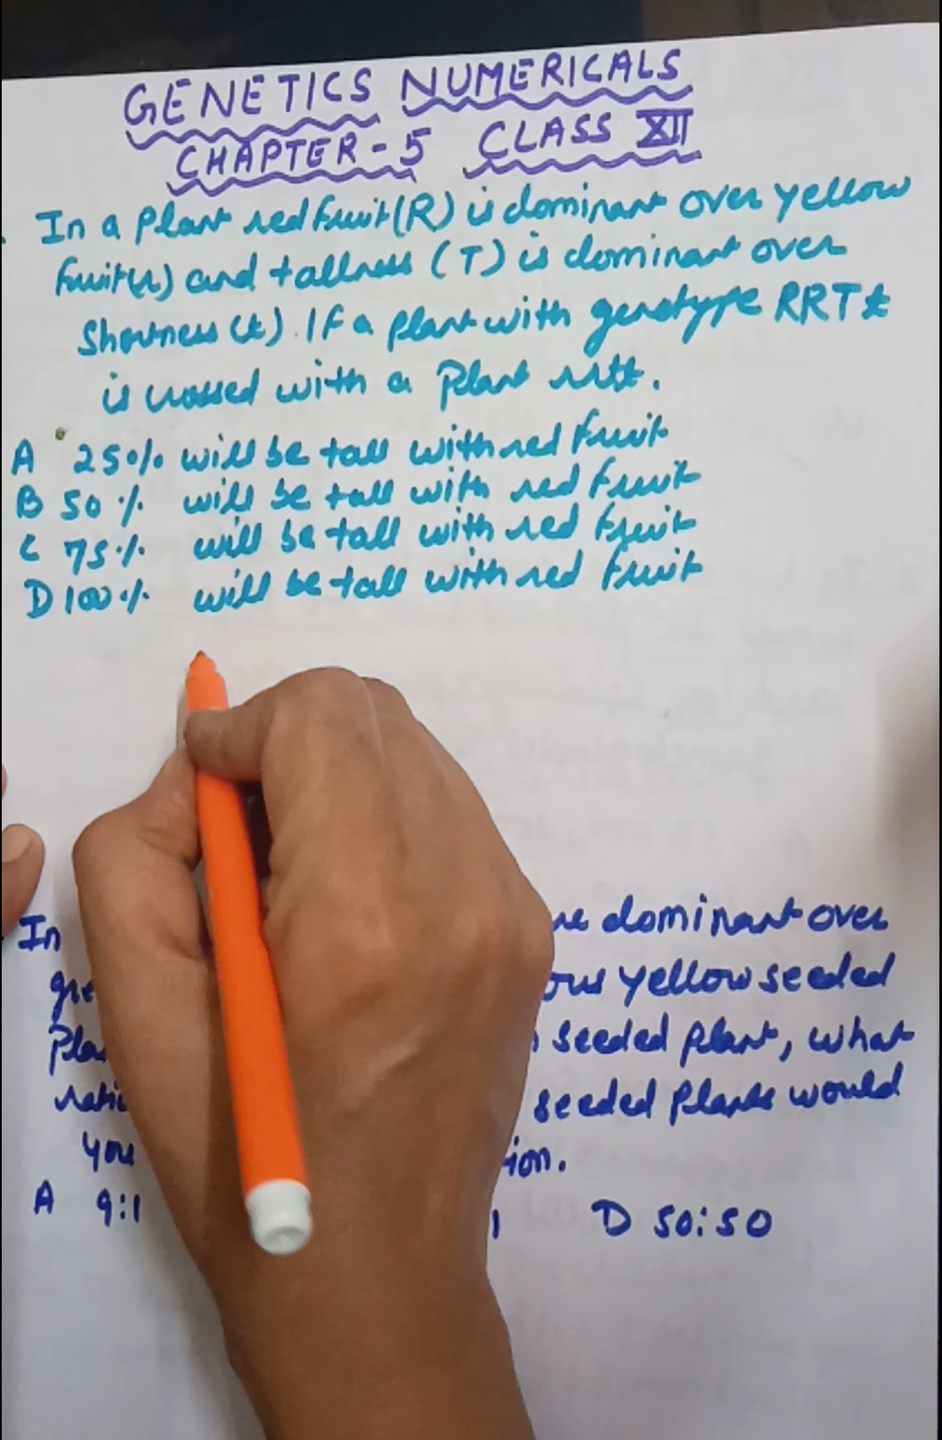 GENETICS NUMERICALS
CHAPTER-5 CLASS XII
. In a plant red fruit(R) is dominant over yellow
fruit(r) and tallness (T) is dominant over
Shortness (t). If a plant with genotype RRTt
is crossed with a plant rrtt.
A 25% will be tall with red fruit
B 50% will be tall with red fruit
C 75% will be tall with red fruit
D 100% will be tall with red fruit
In dominant over
yellow seeded
seeded plant, what
seeded plants would
you
A 9:1 D 50:50